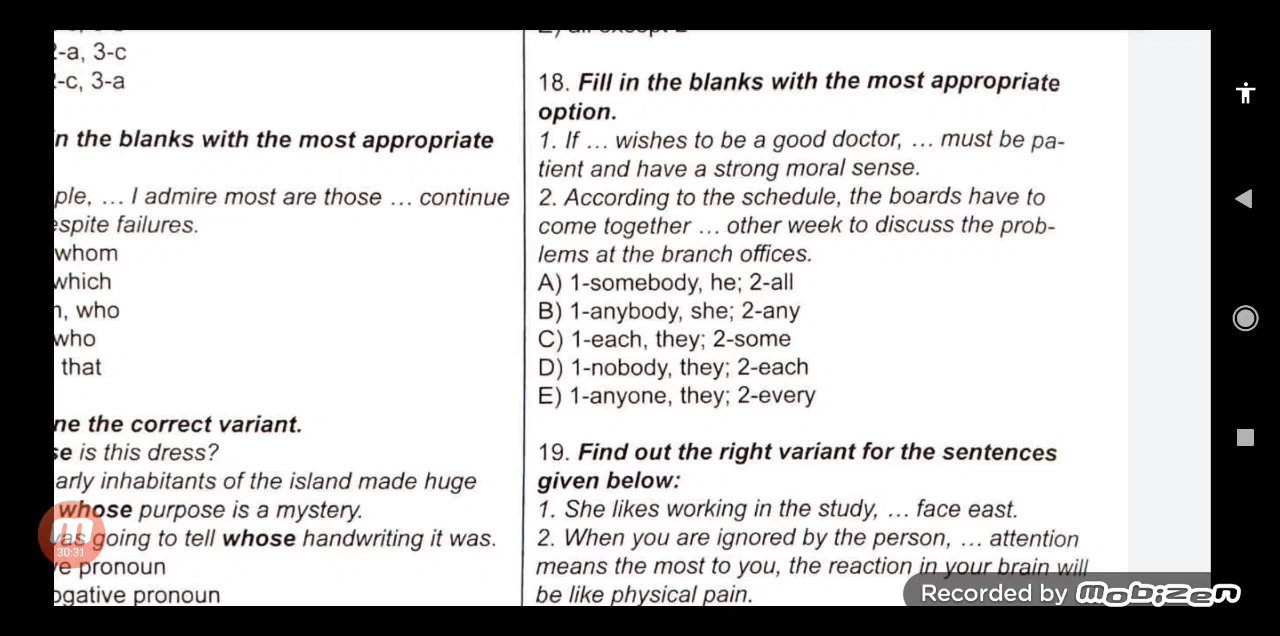 -a, 3-c
-c, 3-a
n the blanks with the most appropriate
ple, ... I admire most are those ... continue
spite failures.
whom
which
, who
who
that
ne the correct variant.
se is this dress?
arly inhabitants of the island made huge
whose purpose is a mystery.
was going to tell whose handwriting it was.
ve pronoun
ogative pronoun
18. Fill in the blanks with the most appropriate
option.
1. If ... wishes to be a good doctor, ... must be pa-
tient and have a strong moral sense.
2. According to the schedule, the boards have to
come together ... other week to discuss the prob-
lems at the branch offices.
A) 1-somebody, he; 2-all
B) 1-anybody, she; 2-any
C) 1-each, they; 2-some
D) 1-nobody, they; 2-each
E) 1-anyone, they; 2-every
19. Find out the right variant for the sentences
given below:
1. She likes working in the study, ... face east.
2. When you are ignored by the person, ... attention
means the most to you, the reaction in your brain will
be like physical pain.
30:31
Recorded by Mobizen